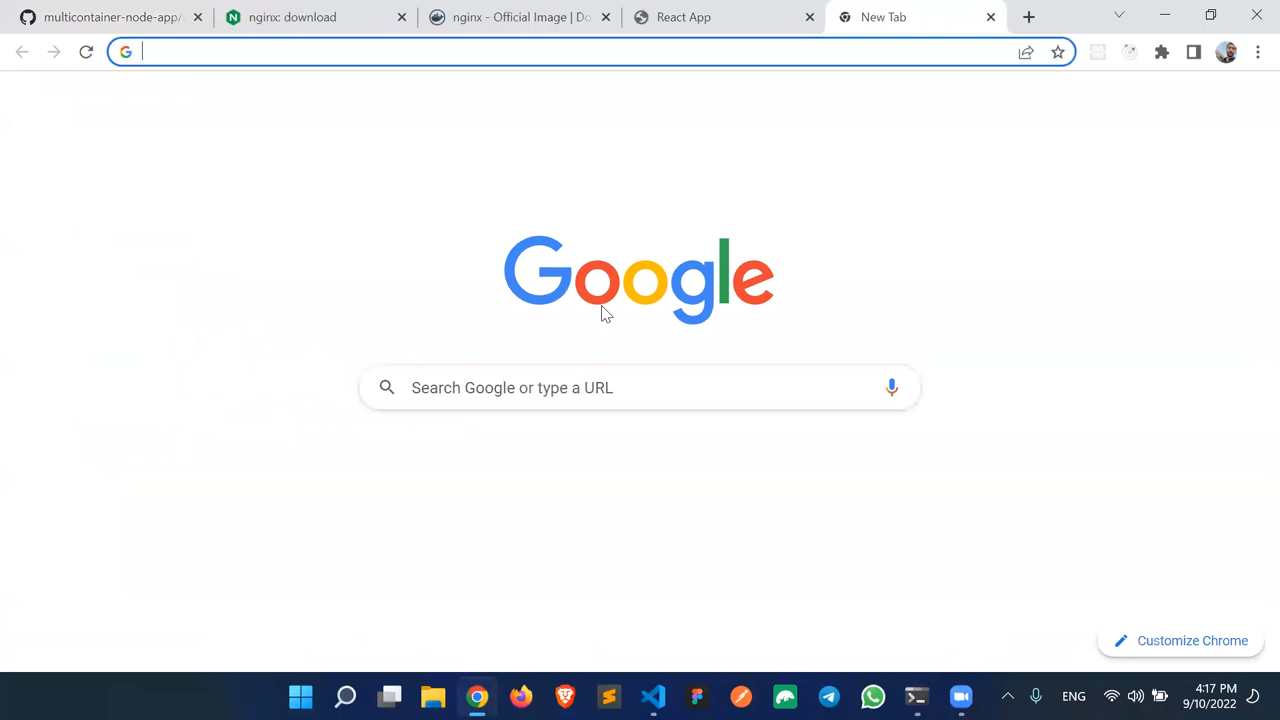 multicontainer-node-app/
nginx: download
nginx - Official Image | Do
React App
New Tab
Google
Search Google or type a URL
Customize Chrome
ENG
4:17 PM
9/10/2022